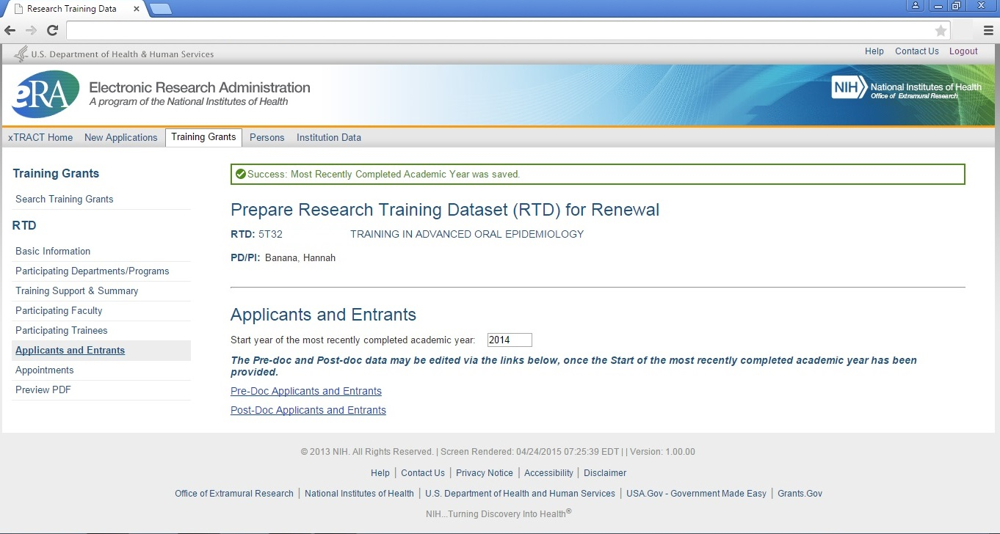 Research Training Data
U.S. Department of Health & Human Services
Help Contact Us Logout
eRA
Electronic Research Administration
A program of the National Institutes of Health
NIH
National Institutes of Health
Office of Extramural Research
xTRACT Home New Applications Training Grants Persons Institution Data
Training Grants
Search Training Grants
RTD
Basic Information
Participating Departments/Programs
Training Support & Summary
Participating Faculty
Participating Trainees
Applicants and Entrants
Appointments
Preview PDF
Success: Most Recently Completed Academic Year was saved.
Prepare Research Training Dataset (RTD) for Renewal
RTD: 5T32 TRAINING IN ADVANCED ORAL EPIDEMIOLOGY
PD/PI: Banana, Hannah
Applicants and Entrants
Start year of the most recently completed academic year: 2014
The Pre-doc and Post-doc data may be edited via the links below, once the Start of the most recently completed academic year has been
provided.
Pre-Doc Applicants and Entrants
Post-Doc Applicants and Entrants
© 2013 NIH. All Rights Reserved. | Screen Rendered: 04/24/2015 07:25:39 EDT | | Version: 1.00.00
Help | Contact Us | Privacy Notice | Accessibility | Disclaimer
Office of Extramural Research | National Institutes of Health | U.S. Department of Health and Human Services | USA.Gov - Government Made Easy | Grants.Gov
NIH...Turning Discovery Into Health®